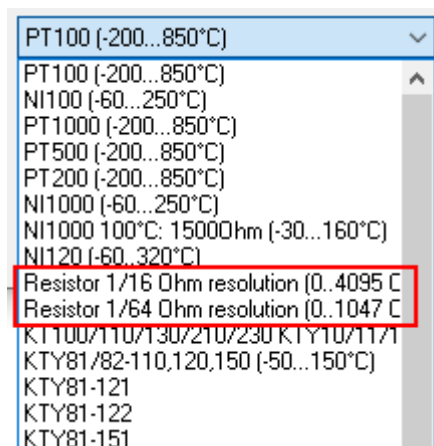 PT100 (-200...850°C)
PT100 (-200...850°C)
NI100 (-60...250°C)
PT1000 (-200...850°C)
PT500 (-200...850°C)
PT200 (-200...850°C)
NI1000 (-60...250°C)
NI1000 100°C: 1500Ohm (-30...160°C)
NI120 (-60...320°C)
Resistor 1/16 Ohm resolution (0..4095 C
Resistor 1/64 Ohm resolution (0..1047 C
KT100/110/130/210/230 KTY10/11/1
KTY81/82-110,120,150 (-50...150°C)
KTY81-121
KTY81-122
KTY81-151